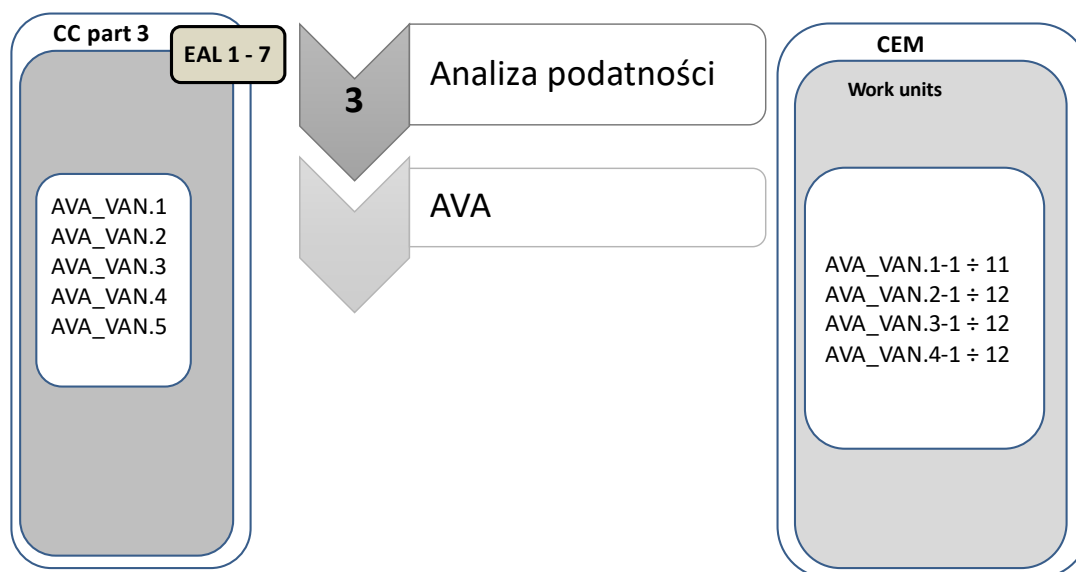 CC part 3
EAL 1 - 7
AVA_VAN.1
AVA_VAN.2
AVA_VAN.3
AVA_VAN.4
AVA_VAN.5
3
Analiza podatności
AVA
CEM
Work units
AVA_VAN.1-1 ÷ 11
AVA_VAN.2-1 ÷ 12
AVA_VAN.3-1 ÷ 12
AVA_VAN.4-1 ÷ 12